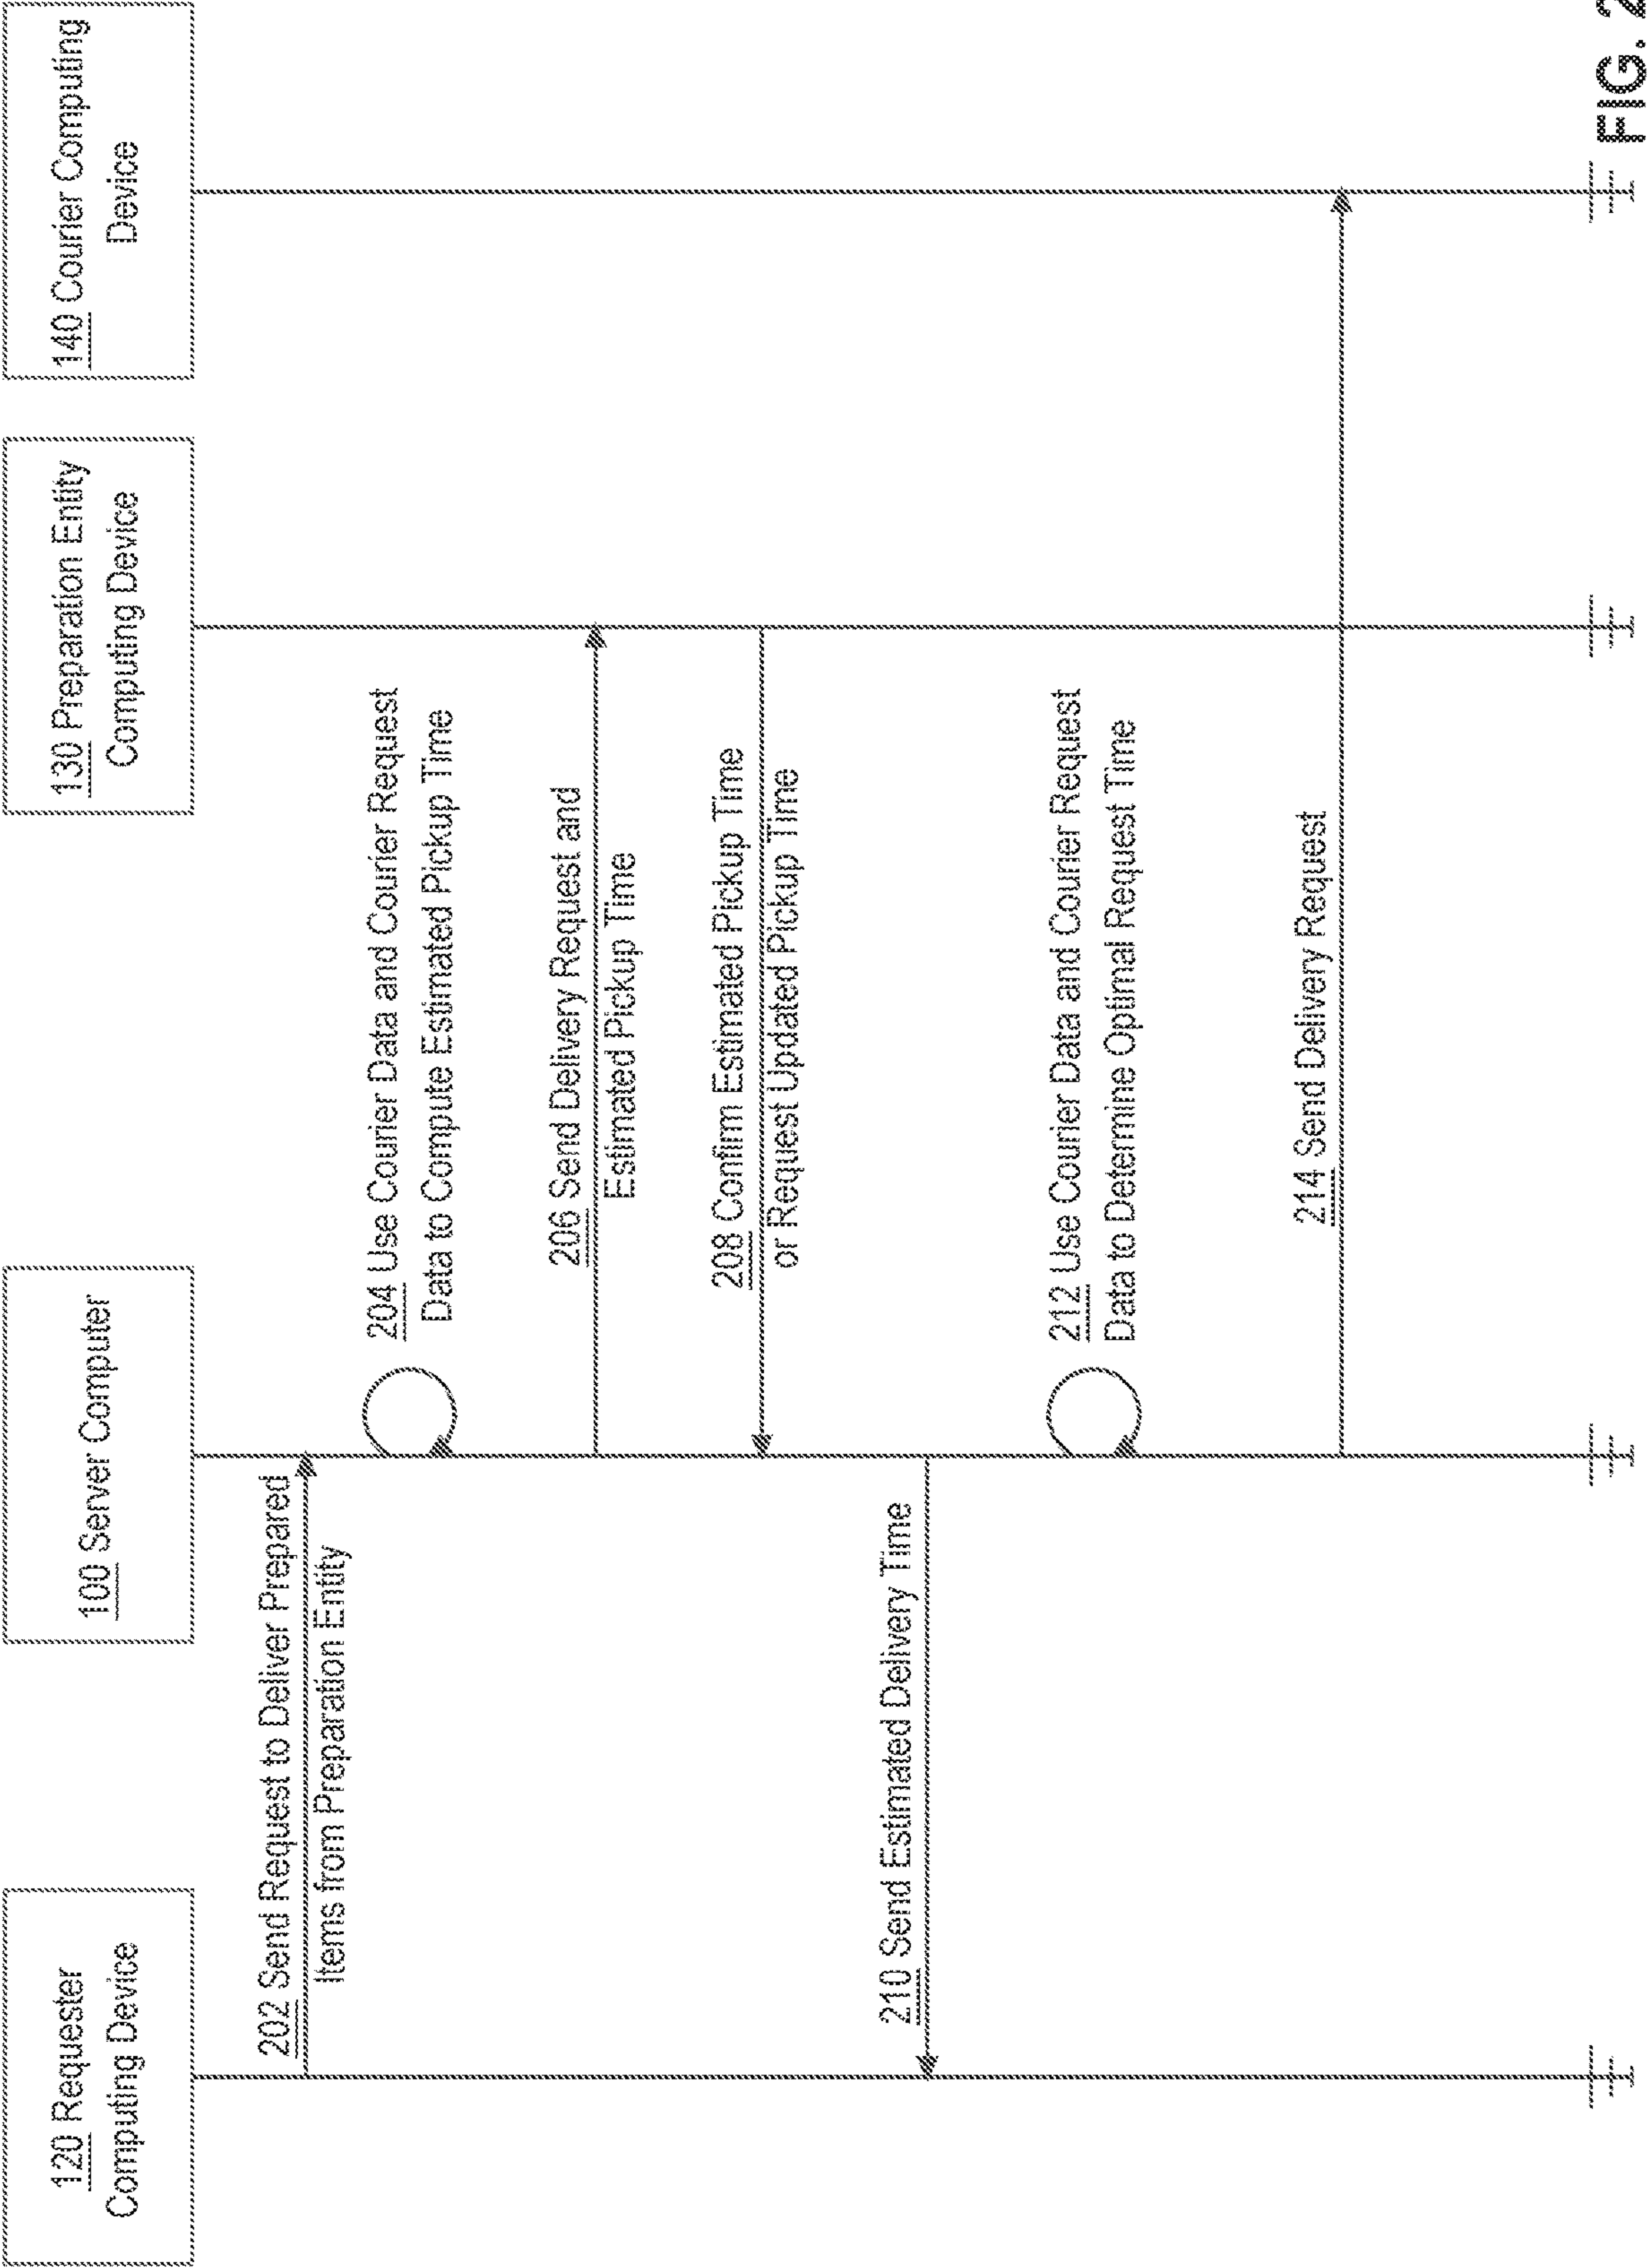 120 Requester
Computing Device
100 Server Computer
130 Preparation Entity
Computing Device
140 Courier Computing
Device
202 Send Request to Deliver Prepared
Items from Preparation Entity
204 Use Courier Data and Courier Request
Data to Compute Estimated Pickup Time
206 Send Delivery Request and
Estimated Pickup Time
208 Confirm Estimated Pickup Time
or Request Updated Pickup Time
210 Send Estimated Delivery Time
212 Use Courier Data and Courier Request
Data to Determine Optimal Request Time
214 Send Delivery Request
FIG. 2